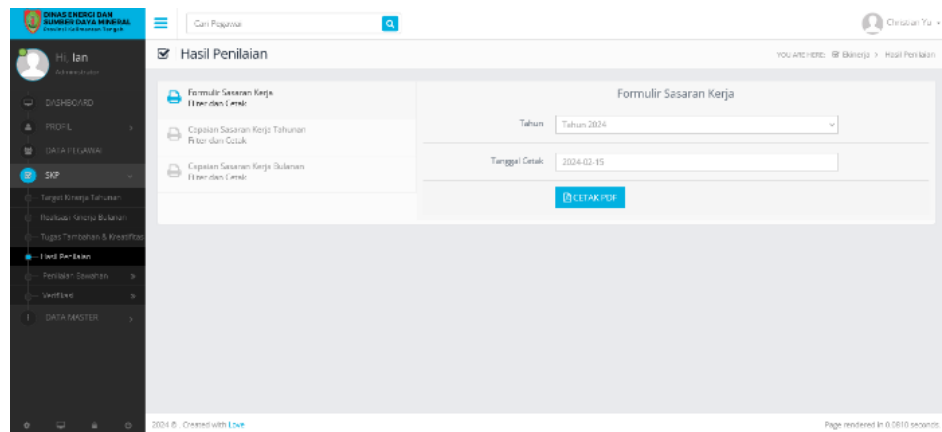 DINAS ENERGI DAN
SUMBER DAYA MINERAL
Provinsi Kalimantan Tengah
Cari Pegawai
Christian Yu
Hi, Ian
Administrator
Hasil Penilaian
YOU ARE HERE: Ekinerja > Hasil Penilaian
DASHBOARD
PROFIL
DATA PEGAWAI
SKP
Target Kinerja Tahunan
Realisasi Kinerja Bulanan
Tugas Tambahan & Kreatifitas
Hasil Penilaian
Penilaian Bawahan
Verifikasi
DATA MASTER
Formulir Sasaran Kerja
Filter dan Cetak
Capaian Sasaran Kerja Tahunan
Filter dan Cetak
Capaian Sasaran Kerja Bulanan
Filter dan Cetak
Formulir Sasaran Kerja
Tahun
Tahun 2024
Tanggal Cetak
2024-02-15
CETAK PDF
2024 © . Created with Love
Page rendered in 0.0810 seconds.